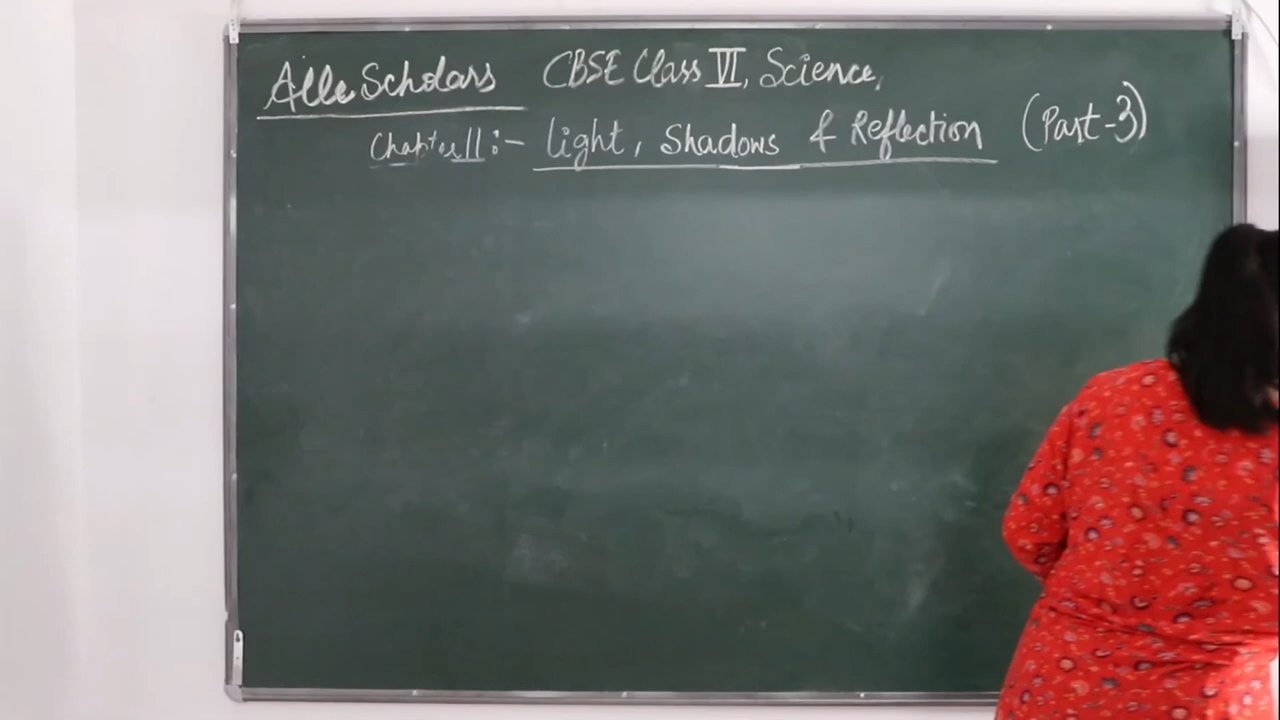 Alle Scholars CBSE Class VI, Science,
Chapter 11 :- Light, Shadows & Reflection (Part-3)